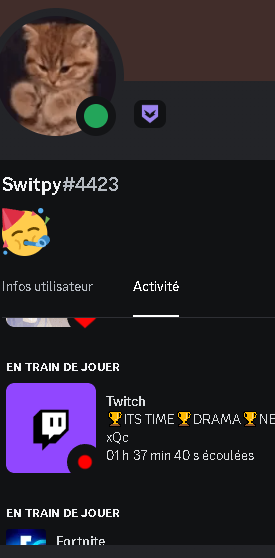 Switpy#4423
Infos utilisateur
Activité
EN TRAIN DE JOUER
Twitch
🏆ITS TIME 🏆DRAMA 🏆NE
xQc
01 h 37 min 40 s écoulées
EN TRAIN DE JOUER
Fortnite